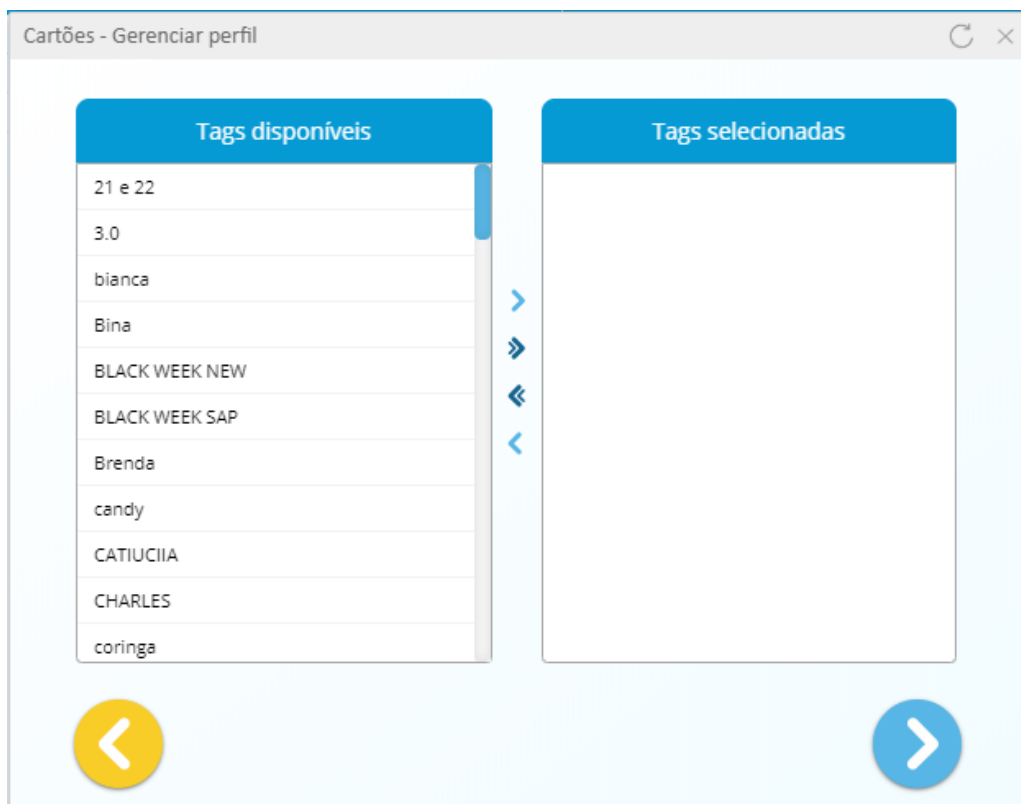 Cartões - Gerenciar perfil
Tags disponíveis
21 e 22
3.0
bianca
Bina
BLACK WEEK NEW
BLACK WEEK SAP
Brenda
candy
CATIUCIIA
CHARLES
coringa
Tags selecionadas